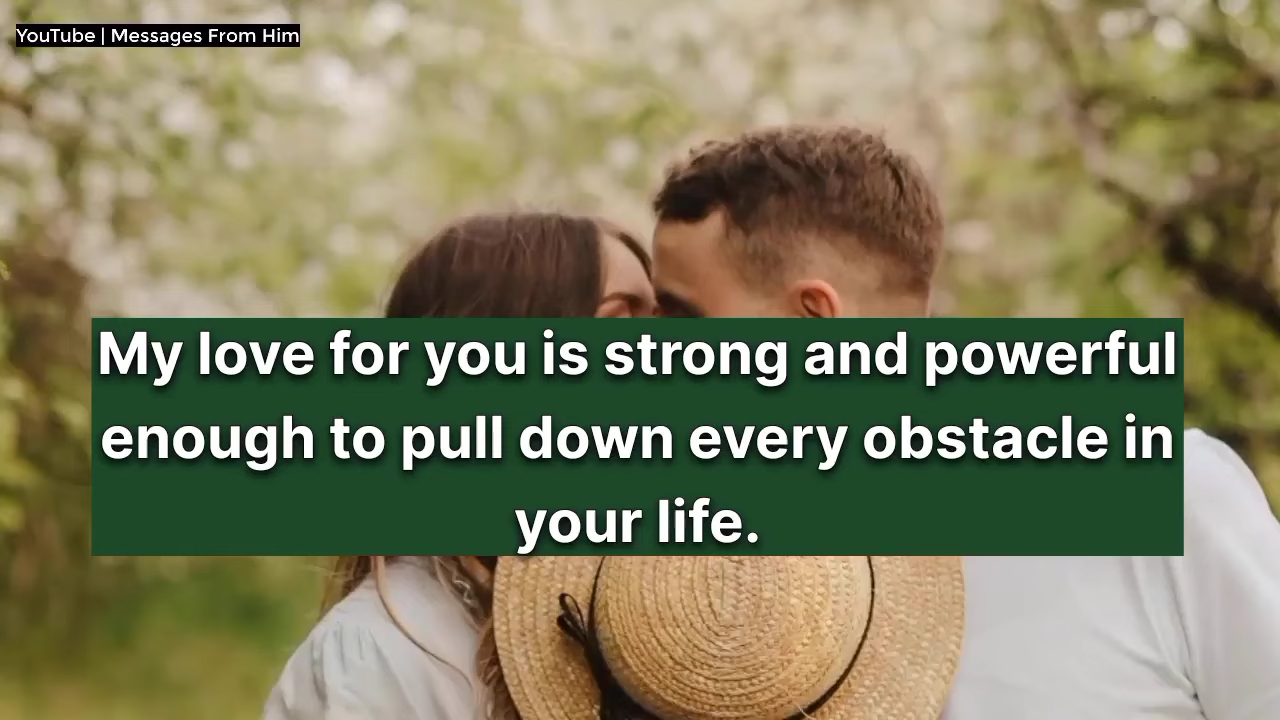 YouTube | Messages From Him
My love for you is strong and powerful
enough to pull down every obstacle in
your life.